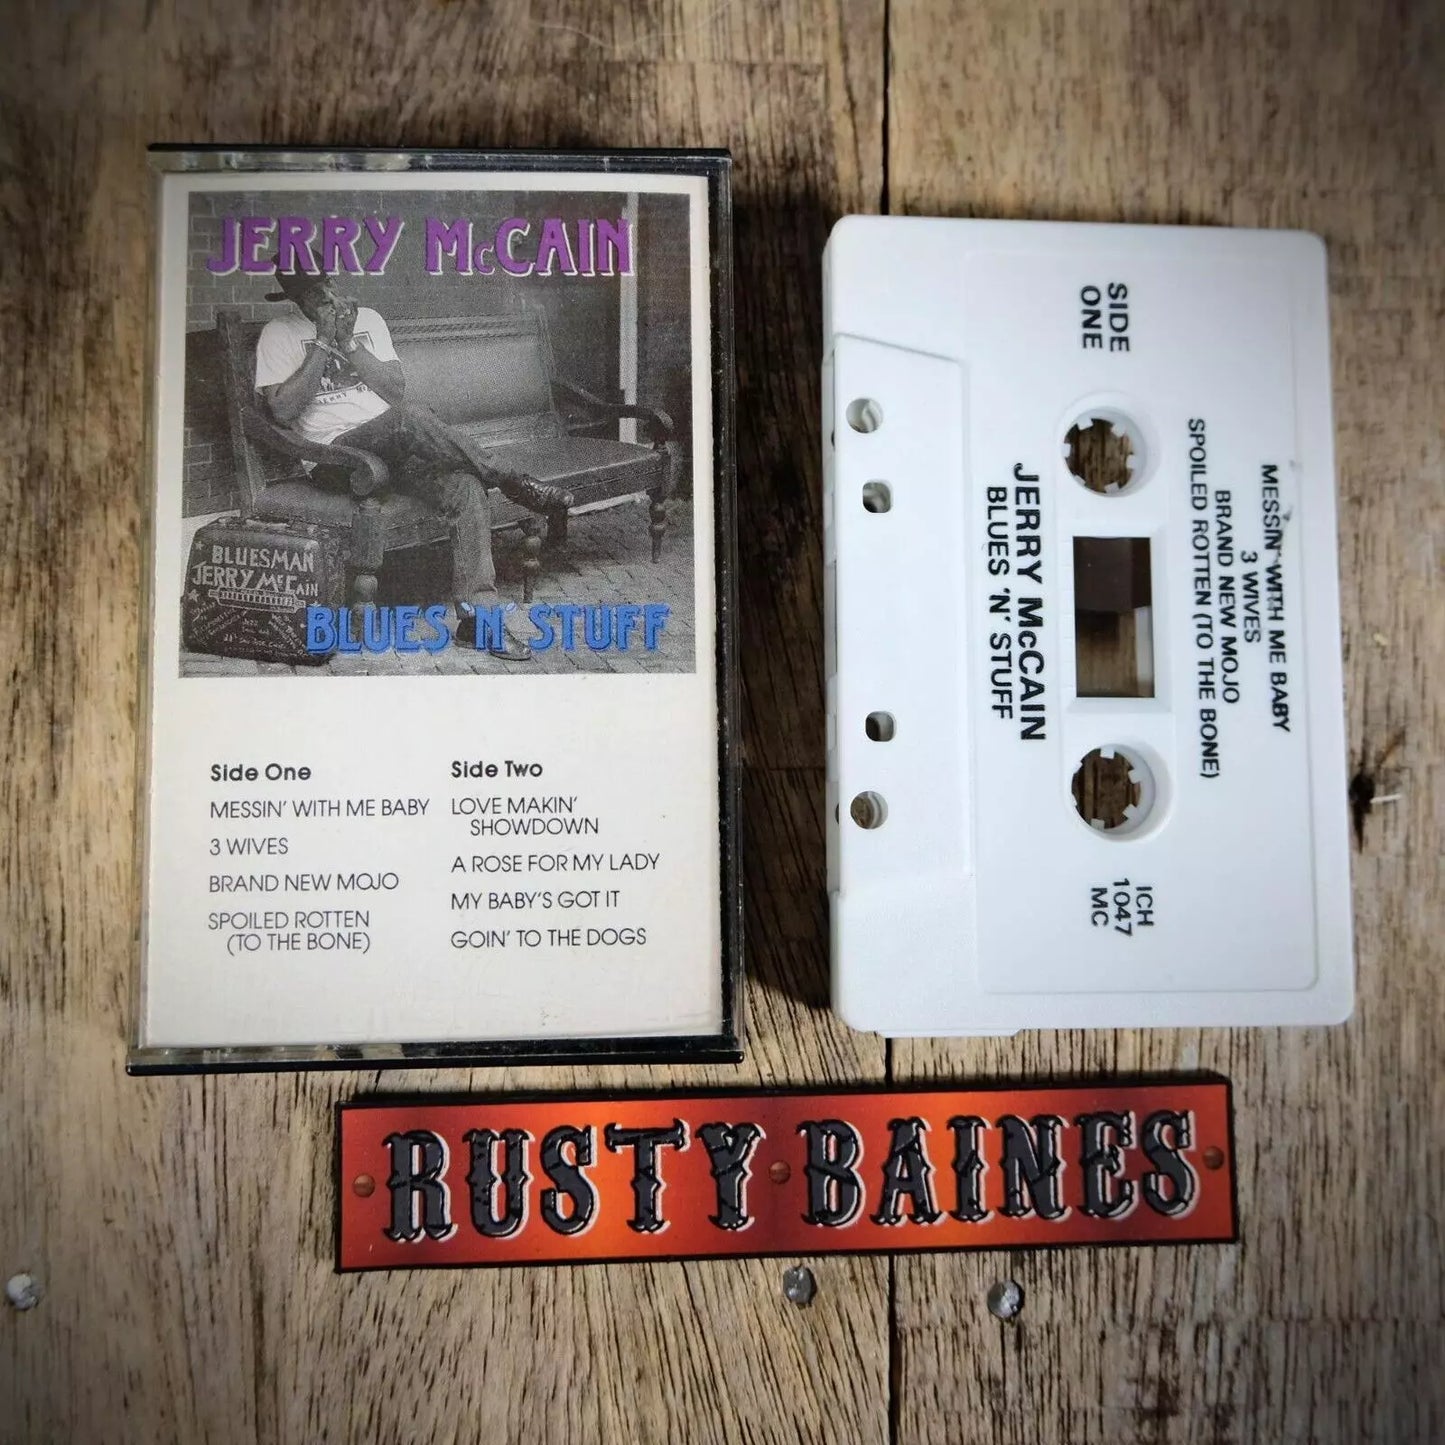 JERRY McCAIN
BLUESMAN
JERRY McCAIN
BLUES 'N' STUFF
Side One
MESSIN' WITH ME BABY
3 WIVES
BRAND NEW MOJO
SPOILED ROTTEN
(TO THE BONE)
Side Two
LOVE MAKIN'
SHOWDOWN
A ROSE FOR MY LADY
MY BABY'S GOT IT
GOIN' TO THE DOGS
SIDE
ONE
MESSIN' WITH ME BABY
3 WIVES
BRAND NEW MOJO
SPOILED ROTTEN (TO THE BONE)
JERRY McCAIN
BLUES 'N' STUFF
ICH
1047
MC
RUSTY BAINES